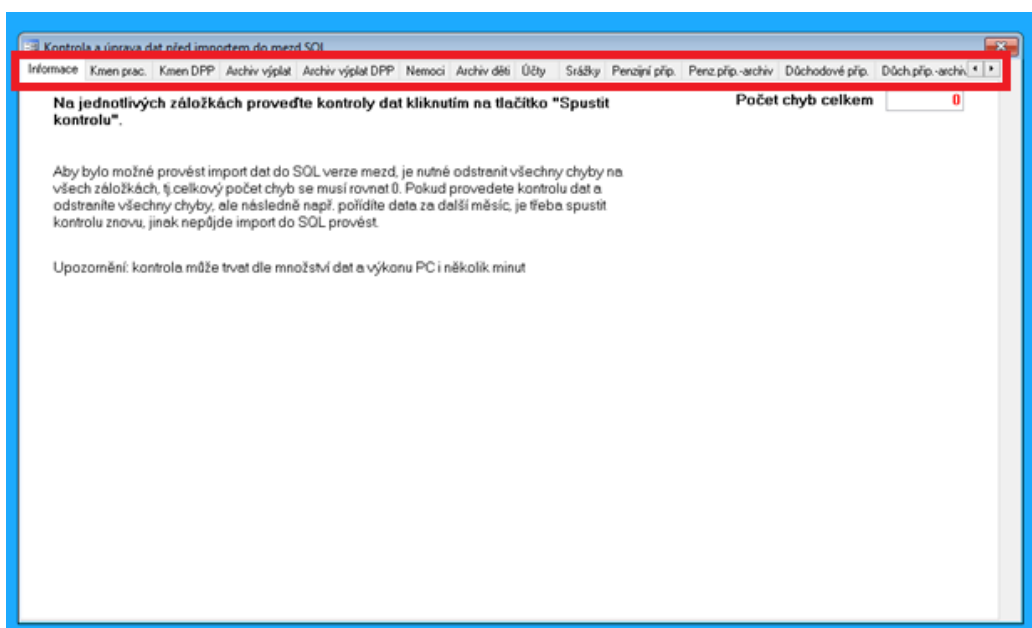 Kontrola a úprava dat před importem do mezd SQL
Informace Kmen prac. Kmen DPP Archiv výplat Archiv výplat DPP Nemoci Archiv děti Účty Srážky Penzijní přip. Penz.přip.-archiv Důchodové přip. Důch.přip.-archiv
Na jednotlivých záložkách proveďte kontroly dat kliknutím na tlačítko "Spustit Počet chyb celkem 0
kontrolu".
Aby bylo možné provést import dat do SQL verze mezd, je nutné odstranit všechny chyby na
všech záložkách, tj.celkový počet chyb se musí rovnat 0. Pokud provedete kontrolu dat a
odstraníte všechny chyby, ale následně např. pořídíte data za další měsíc, je třeba spustit
kontrolu znovu, jinak nepůjde import do SQL provést.
Upozornění: kontrola může trvat dle množství dat a výkonu PC i několik minut